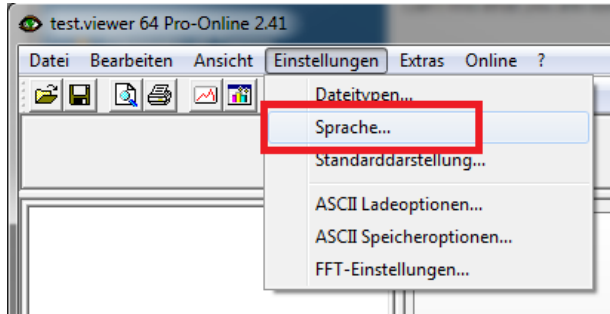 test.viewer 64 Pro-Online 2.41
Datei Bearbeiten Ansicht Einstellungen Extras Online ?
Dateitypen...
Sprache...
Standarddarstellung...
ASCII Ladeoptionen...
ASCII Speicheroptionen...
FFT-Einstellungen...